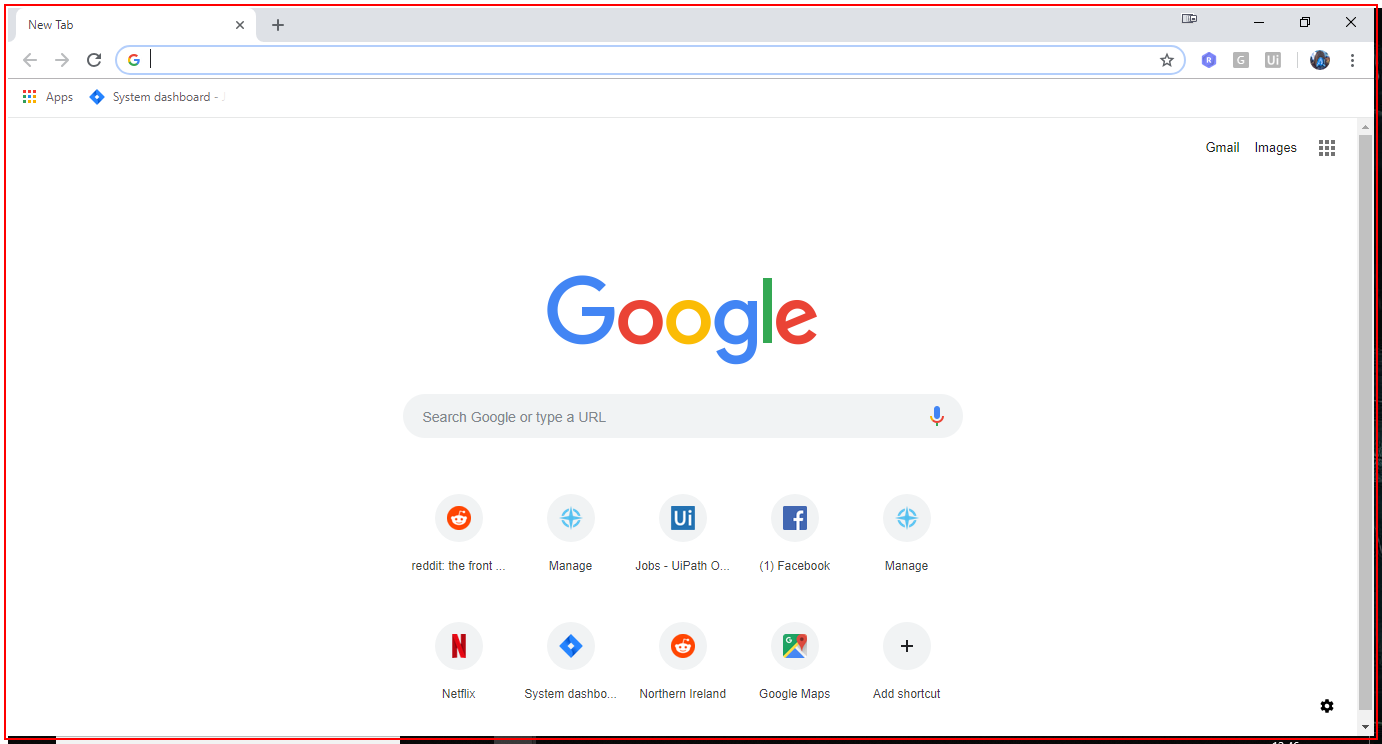 New Tab
Apps System dashboard - J
Gmail Images
Google
Search Google or type a URL
reddit: the front ... Manage Jobs - UiPath O... (1) Facebook Manage
Netflix System dashbo... Northern Ireland Google Maps Add shortcut